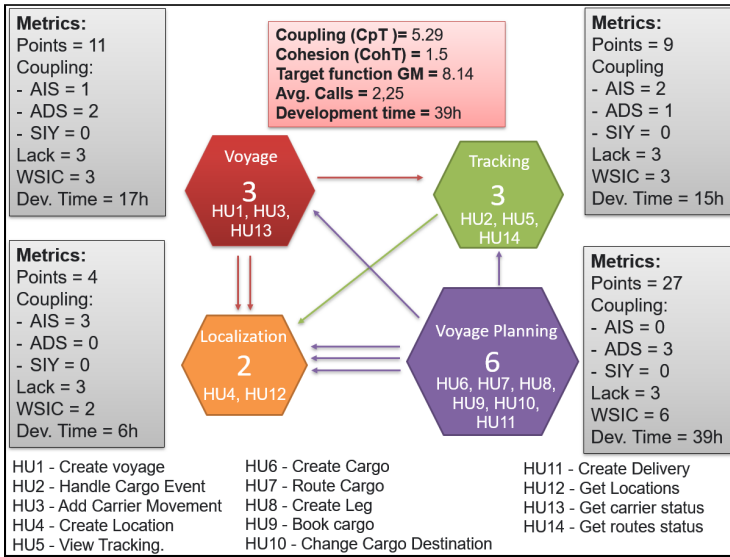 Metrics:
Points = 11
Coupling:
- AIS = 1
- ADS = 2
- SIY = 0
Lack = 3
WSIC = 3
Dev. Time = 17h
Coupling (CpT )= 5.29
Cohesion (CohT) = 1.5
Target function GM = 8.14
Avg. Calls = 2,25
Development time = 39h
Metrics:
Points = 9
Coupling
- AIS = 2
- ADS = 1
- SIY = 0
Lack = 3
WSIC = 3
Dev. Time = 15h
Voyage
3
HU1, HU3,
HU13
Tracking
3
HU2, HU5,
HU14
Metrics:
Points = 4
Coupling:
- AIS = 3
- ADS = 0
- SIY = 0
Lack = 3
WSIC = 2
Dev. Time = 6h
Localization
2
HU4, HU12
Voyage Planning
6
HU6, HU7, HU8,
HU9, HU10,
HU11
Metrics:
Points = 27
Coupling:
- AIS = 0
- ADS = 3
- SIY = 0
Lack = 3
WSIC = 6
Dev. Time = 39h
HU1 - Create voyage
HU2 - Handle Cargo Event
HU3 - Add Carrier Movement
HU4 - Create Location
HU5 - View Tracking.
HU6 - Create Cargo
HU7 - Route Cargo
HU8 - Create Leg
HU9 - Book cargo
HU10 - Change Cargo Destination
HU11 - Create Delivery
HU12 - Get Locations
HU13 - Get carrier status
HU14 - Get routes status